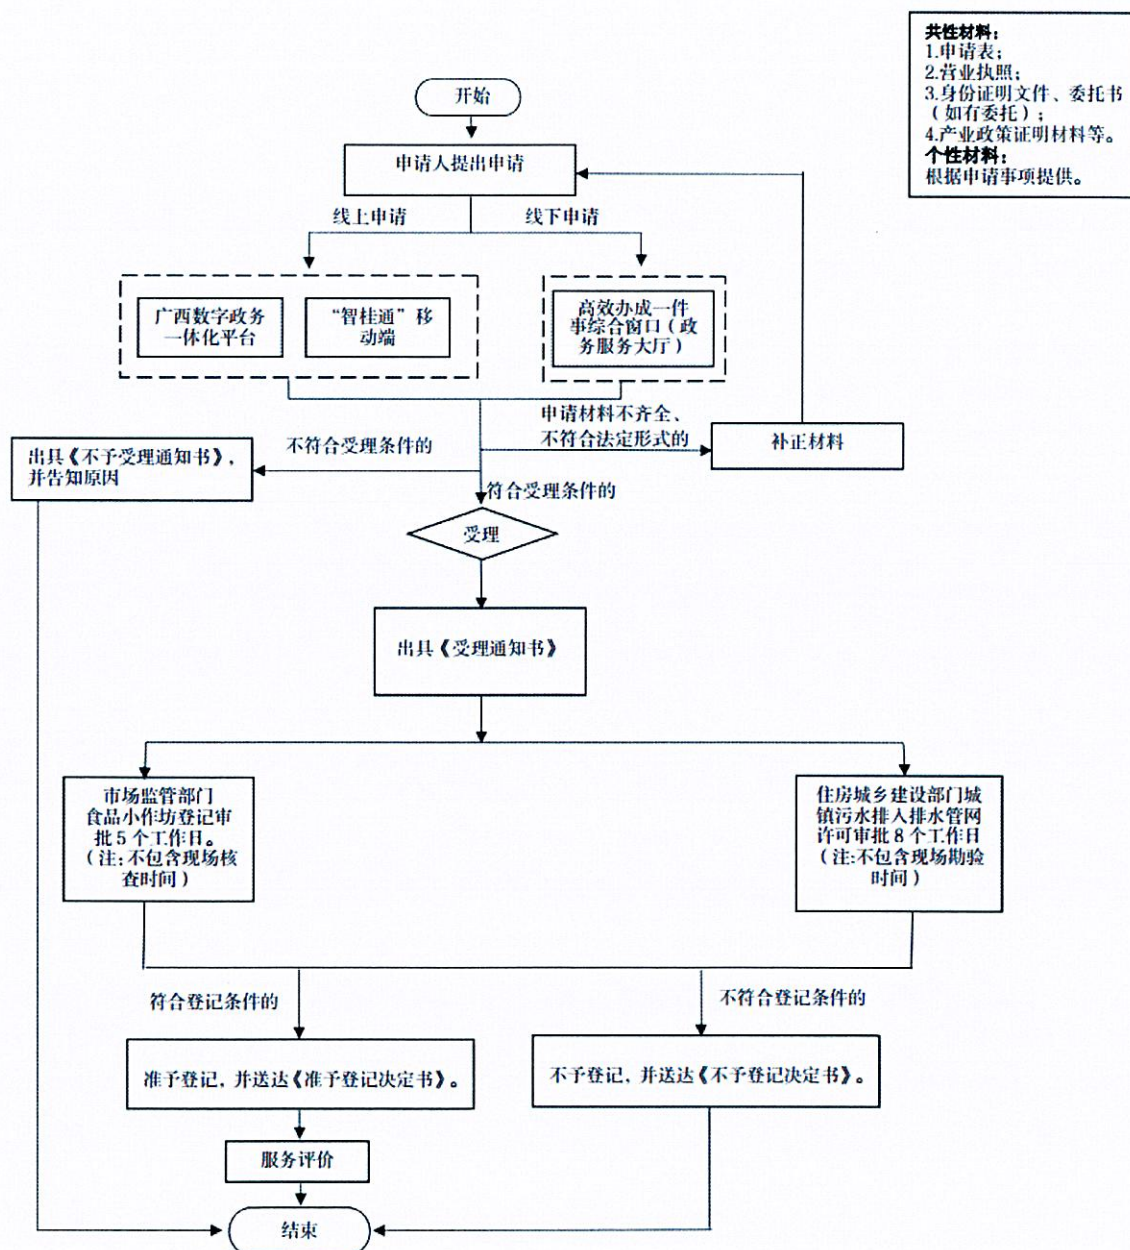 共性材料：
1.申请表；
2.营业执照；
3.身份证明文件、委托书
（如有委托）；
4.产业政策证明材料等。
个性材料：
根据申请事项提供。
开始
申请人提出申请
线上申请
线下申请
广西数字政务
一体化平台
“智桂通”移
动端
高效办成一件
事综合窗口（政
务服务大厅）
申请材料不齐全、
不符合法定形式的
补正材料
不符合受理条件的
出具《不予受理通知书》，
并告知原因
符合受理条件的
受理
出具《受理通知书》
市场监管部门
食品小作坊登记审
批5个工作日。
（注：不包含现场核
查时间）
住房城乡建设部门城
镇污水排入排水管网
许可审批8个工作日
（注:不包含现场勘验
时间）
符合登记条件的
不符合登记条件的
准予登记，并送达《准予登记决定书》。
不予登记，并送达《不予登记决定书》。
服务评价
结束